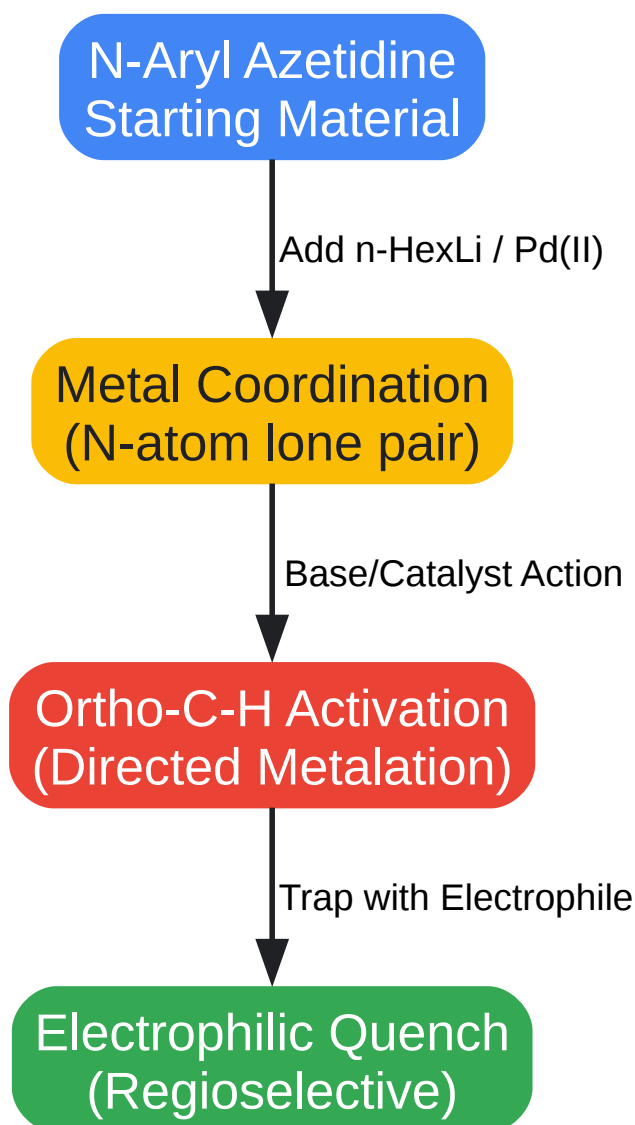 N-Aryl Azetidine
Starting Material
Add n-HexLi / Pd(II)
Metal Coordination
(N-atom lone pair)
Base/Catalyst Action
Ortho-C-H Activation
(Directed Metalation)
Trap with Electrophile
Electrophilic Quench
(Regioselective)